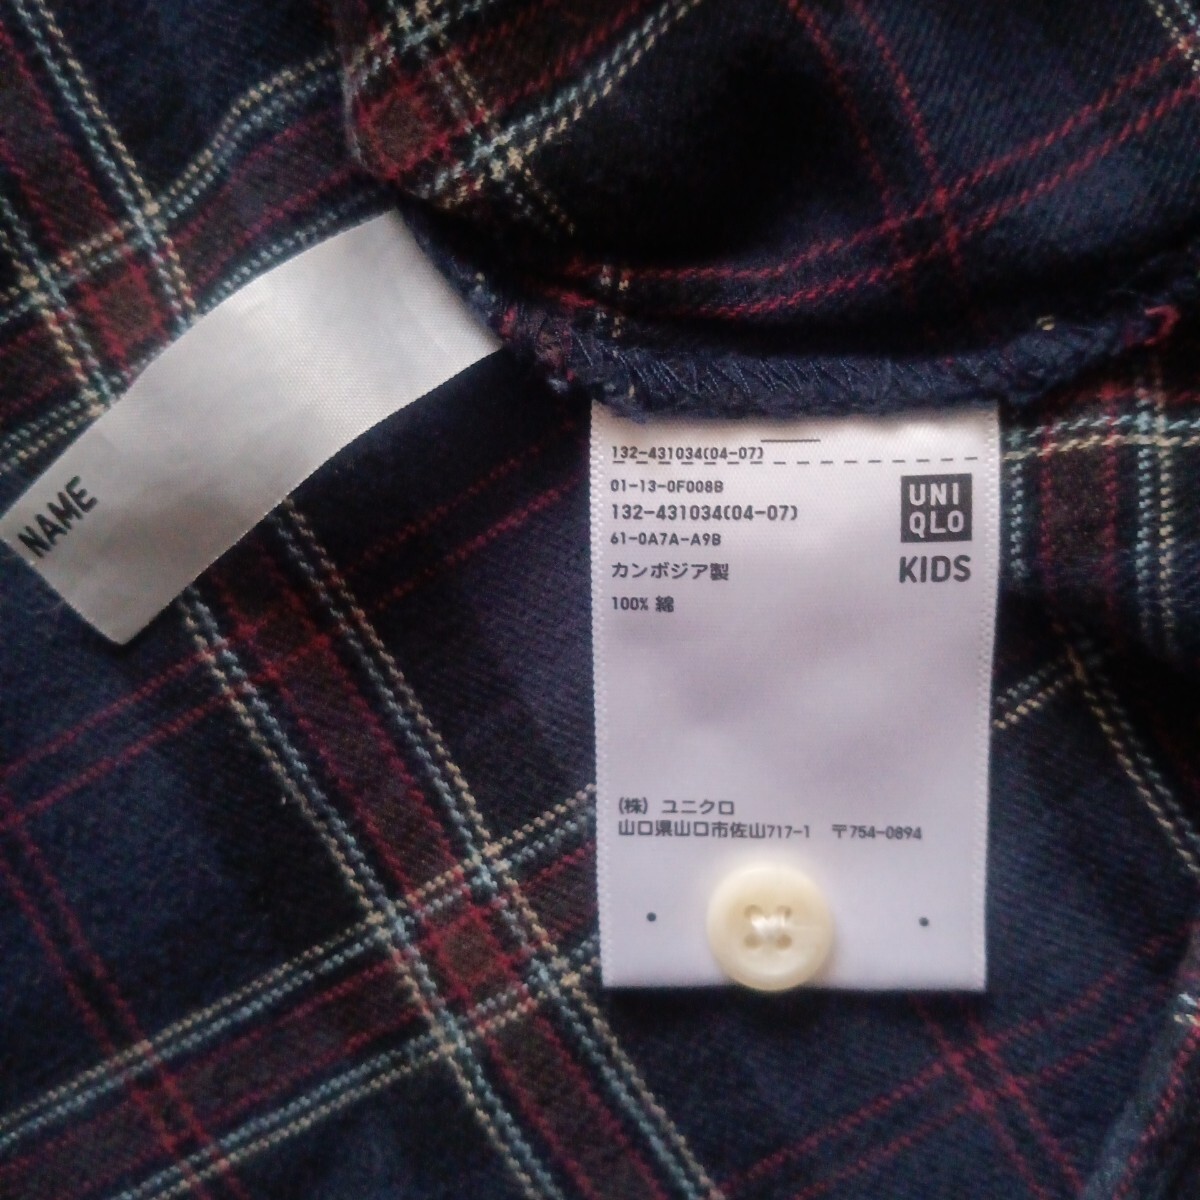 NAME
132-431034(04-07)
01-13-0F008B
132-431034(04-07)
61-0A7A-A9B
カンボジア製
100% 綿
UNI
QLO
KIDS
(株) ユニクロ
山口県山口市佐山717-1 〒754-0894